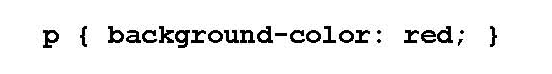 p { background-color: red; }